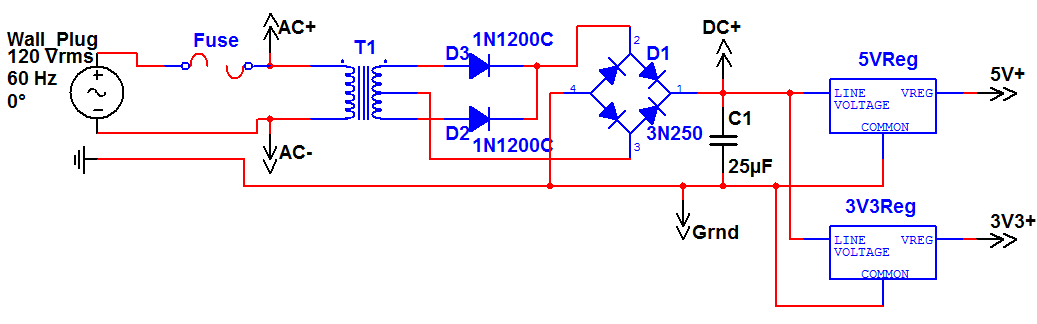 AC+
DC+
Wall_Plug
120 Vrms
60 Hz
0°
Fuse
T1
D3
1N1200C
2
D1
4
1
D2
1N1200C
3N250
3
C1
25µF
5VReg
LINE
VOLTAGE
VREG
COMMON
5V+
AC-
Grnd
3V3Reg
LINE
VOLTAGE
VREG
COMMON
3V3+